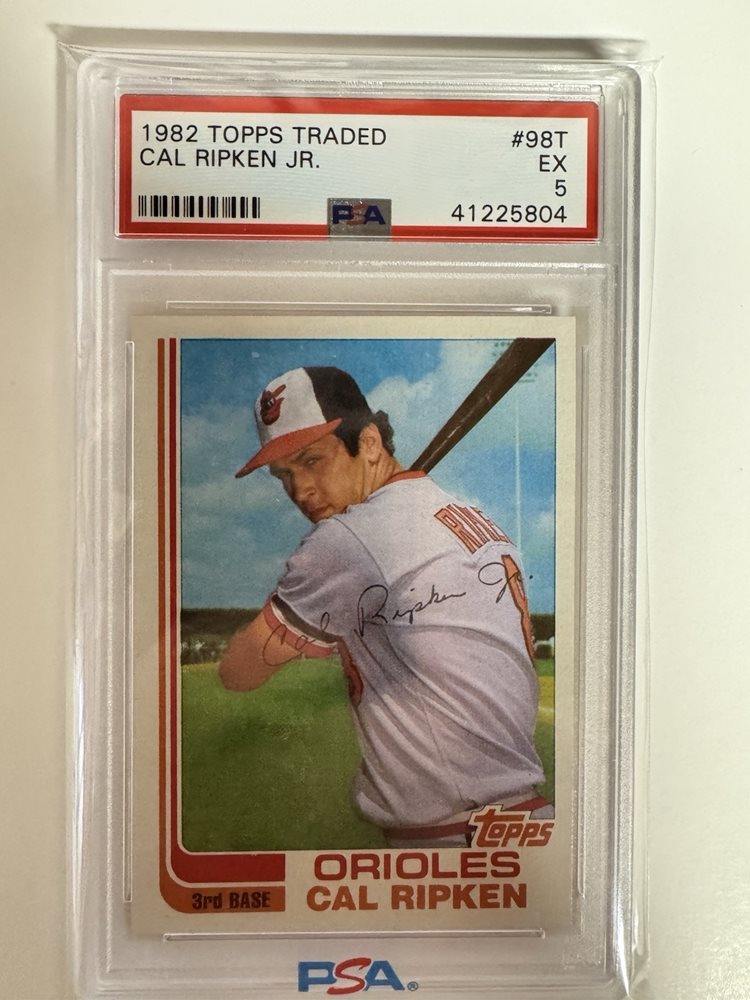 1982 TOPPS TRADED #98T
CAL RIPKEN JR. EX
5
PSA 41225804
Cal Ripken Jr.
topps
ORIOLES
3rd BASE CAL RIPKEN
PSA®